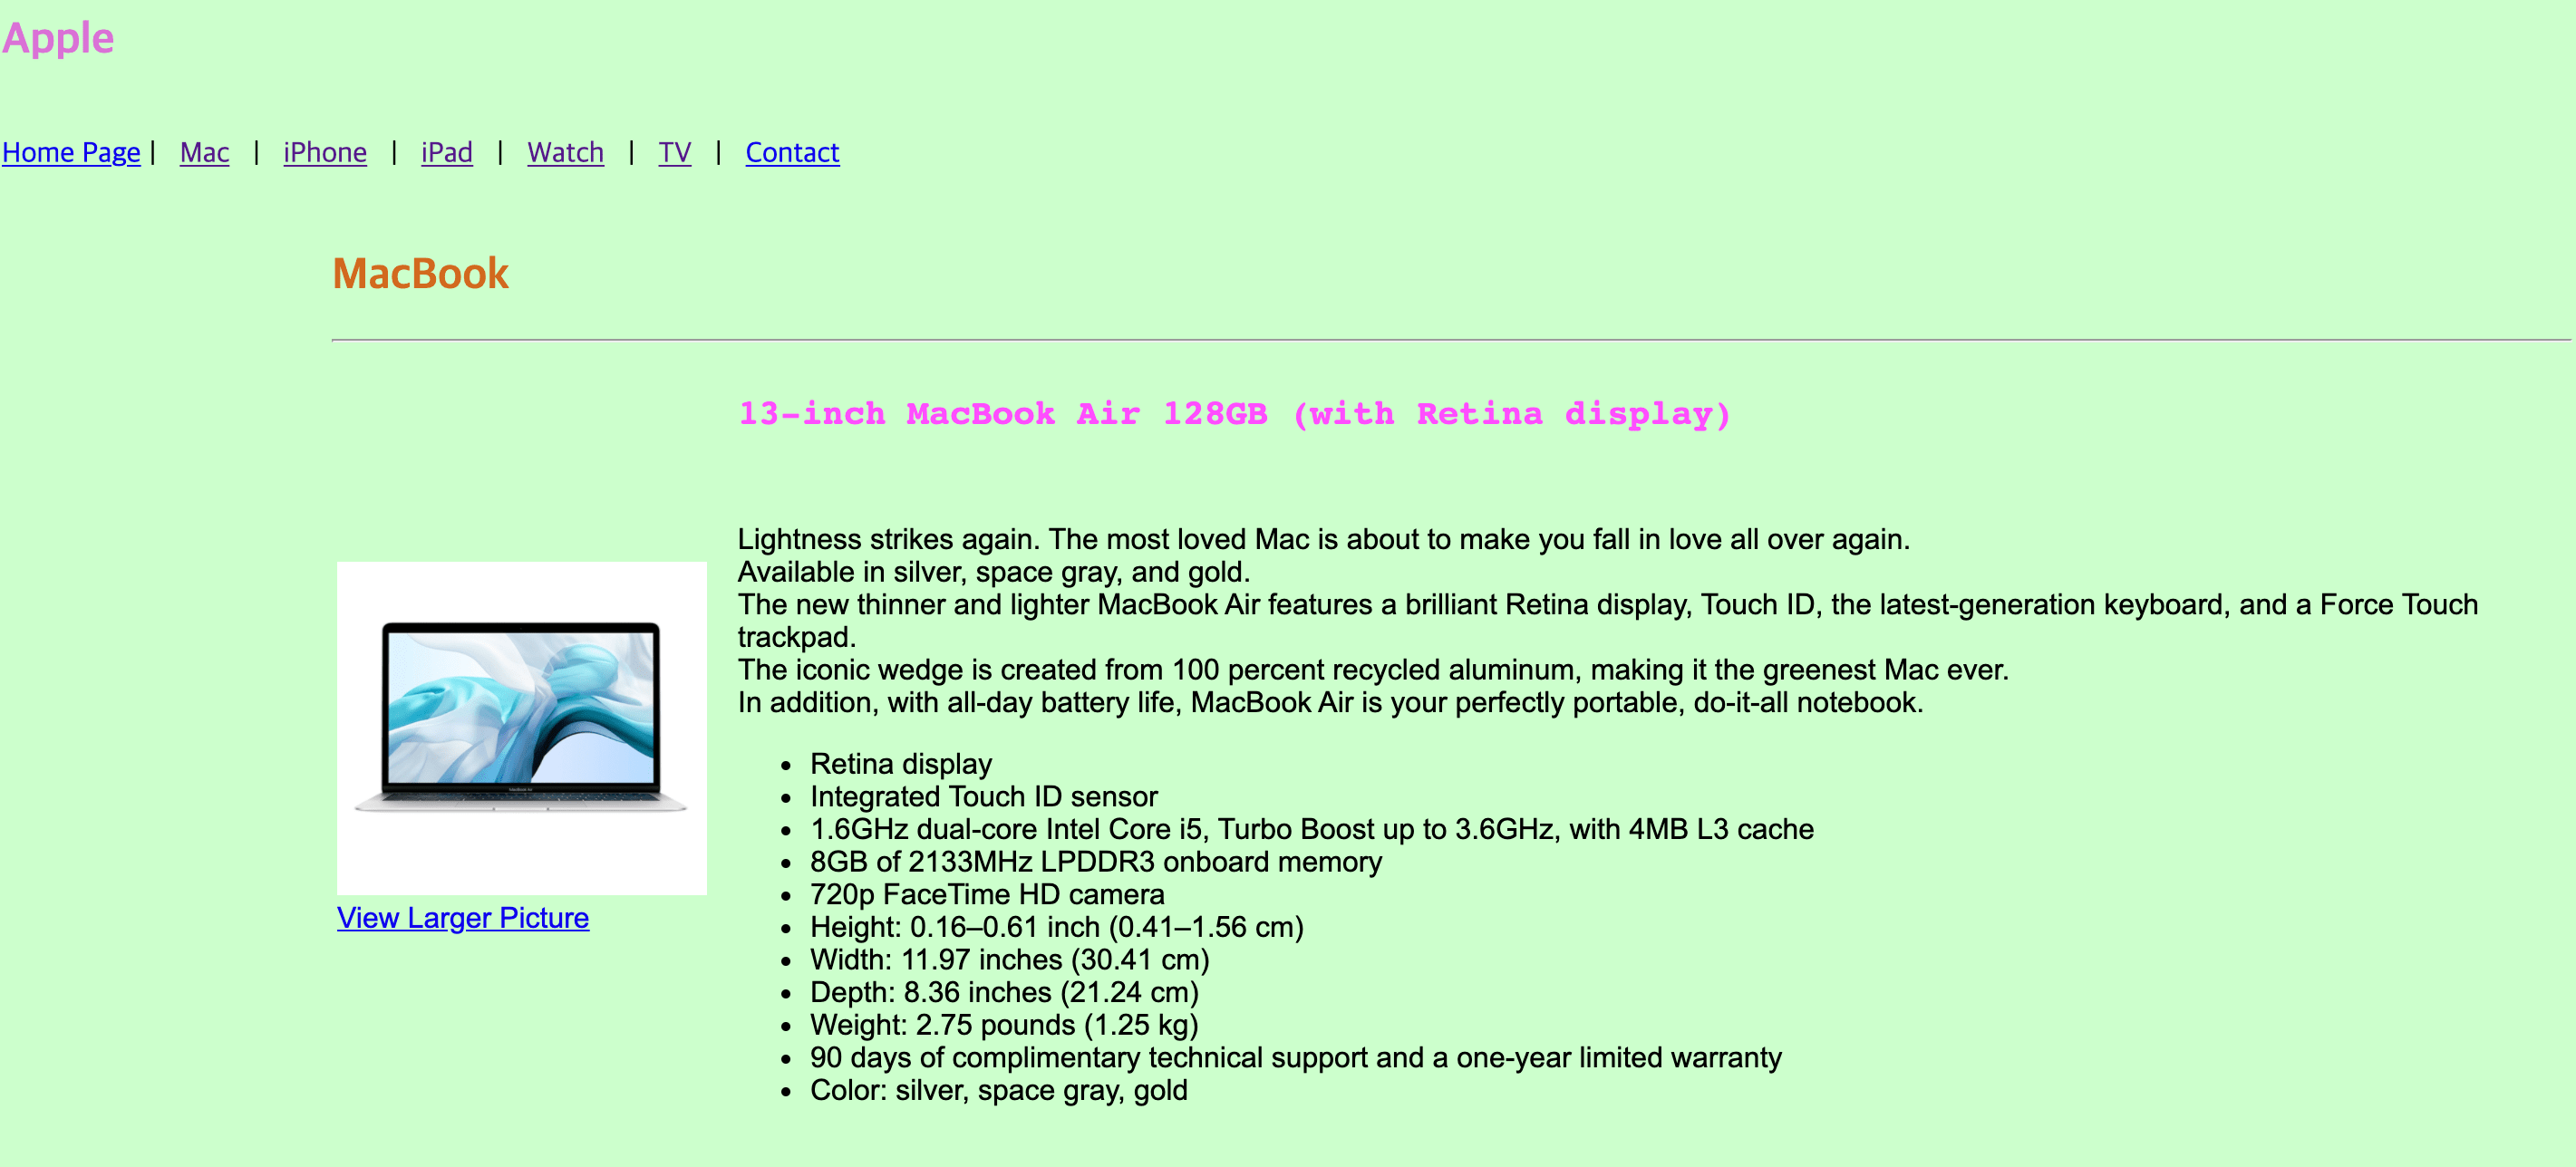 Apple
Home Page | Mac | iPhone | iPad | Watch | TV | Contact
MacBook
13-inch MacBook Air 128GB (with Retina display)
Lightness strikes again. The most loved Mac is about to make you fall in love all over again.
Available in silver, space gray, and gold.
The new thinner and lighter MacBook Air features a brilliant Retina display, Touch ID, the latest-generation keyboard, and a Force Touch
trackpad.
The iconic wedge is created from 100 percent recycled aluminum, making it the greenest Mac ever.
In addition, with all-day battery life, MacBook Air is your perfectly portable, do-it-all notebook.
• Retina display
• Integrated Touch ID sensor
• 1.6GHz dual-core Intel Core i5, Turbo Boost up to 3.6GHz, with 4MB L3 cache
• 8GB of 2133MHz LPDDR3 onboard memory
• 720p FaceTime HD camera
• Height: 0.16–0.61 inch (0.41–1.56 cm)
• Width: 11.97 inches (30.41 cm)
• Depth: 8.36 inches (21.24 cm)
• Weight: 2.75 pounds (1.25 kg)
• 90 days of complimentary technical support and a one-year limited warranty
• Color: silver, space gray, gold
View Larger Picture